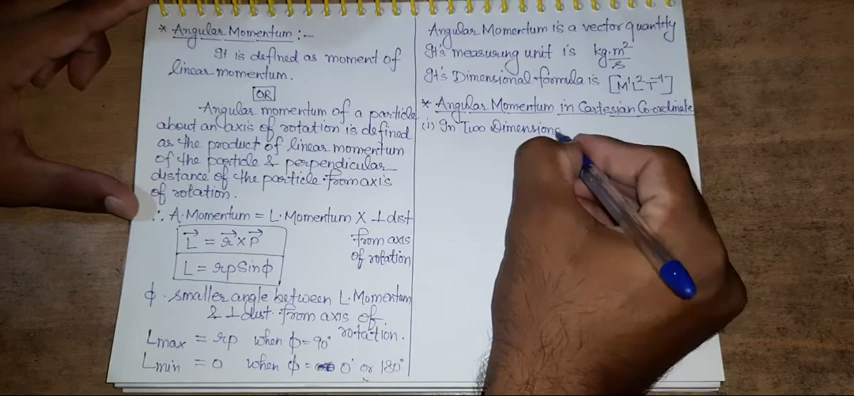 * Angular Momentum :-
It is defined as moment of
linear momentum.
OR
Angular momentum of a particle
about an axis of rotation is defined
as the product of linear momentum
of the particle & perpendicular
distance of the particle from axis
of rotation.
∴ A. Momentum = L. Momentum X ⊥ dist
from axis
of rotation
L⃗ = r⃗ × P⃗
L = rp Sinϕ
ϕ - smaller angle between L. Momentum
& ⊥ dist. from axis of
rotation.
Lmax = rp when ϕ = 90°
Lmin = 0 when ϕ = 0° or 180°
Angular Momentum is a vector quantity
It's measuring unit is kg.m²/s
It's Dimensional formula is [M¹L²T⁻¹]
* Angular Momentum in Cartesian Co-ordinate
(i) In Two Dimensions